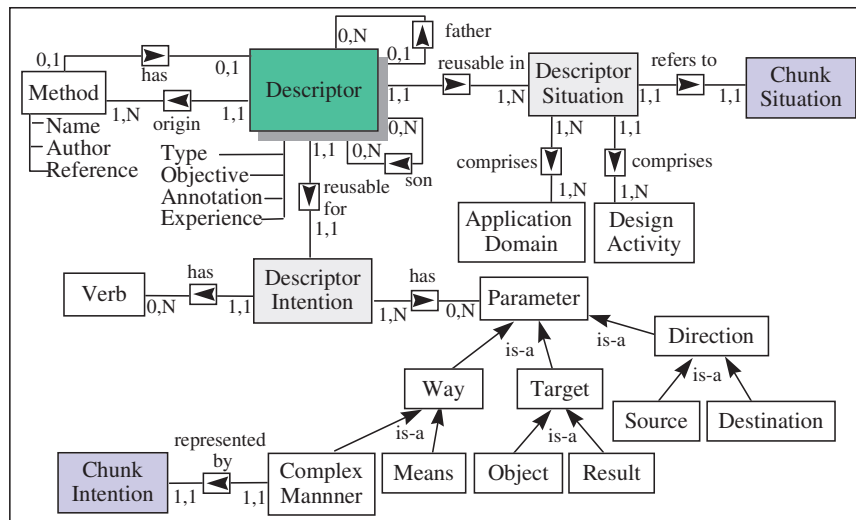 0,N
father
0,1
has
0,1
0,1
reusable in
refers to
Method
Descriptor
Descriptor
Situation
Chunk
Situation
1,N
origin
1,1
1,1
1,N
1,1
1,1
Name
Author
Reference
0,N
0,N
son
1,N
1,1
Type
Objective
Annotation
Experience
1,1
reusable
for
1,1
comprises
comprises
1,N
1,N
Application
Domain
Design
Activity
Verb
has
0,N
1,1
Descriptor
Intention
has
1,N
0,N
Parameter
is-a
is-a
Direction
Way
Target
is-a
Source
Destination
is-a
is-a
Chunk
Intention
represented
by
1,1
1,1
Complex
Mannner
Means
Object
Result